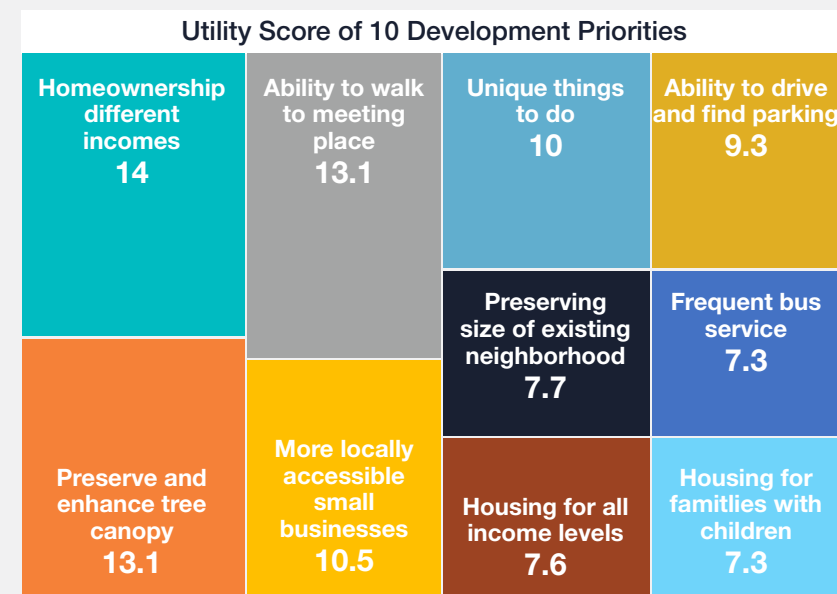 Utility Score of 10 Development Priorities
Homeownership
different
incomes
14
Ability to walk
to meeting
place
13.1
Unique things
to do
10
Ability to drive
and find parking
9.3
Preserving
size of existing
neighborhood
7.7
Frequent bus
service
7.3
Preserve and
enhance tree
canopy
13.1
More locally
accessible
small
businesses
10.5
Housing for all
income levels
7.6
Housing for
famitlies with
children
7.3